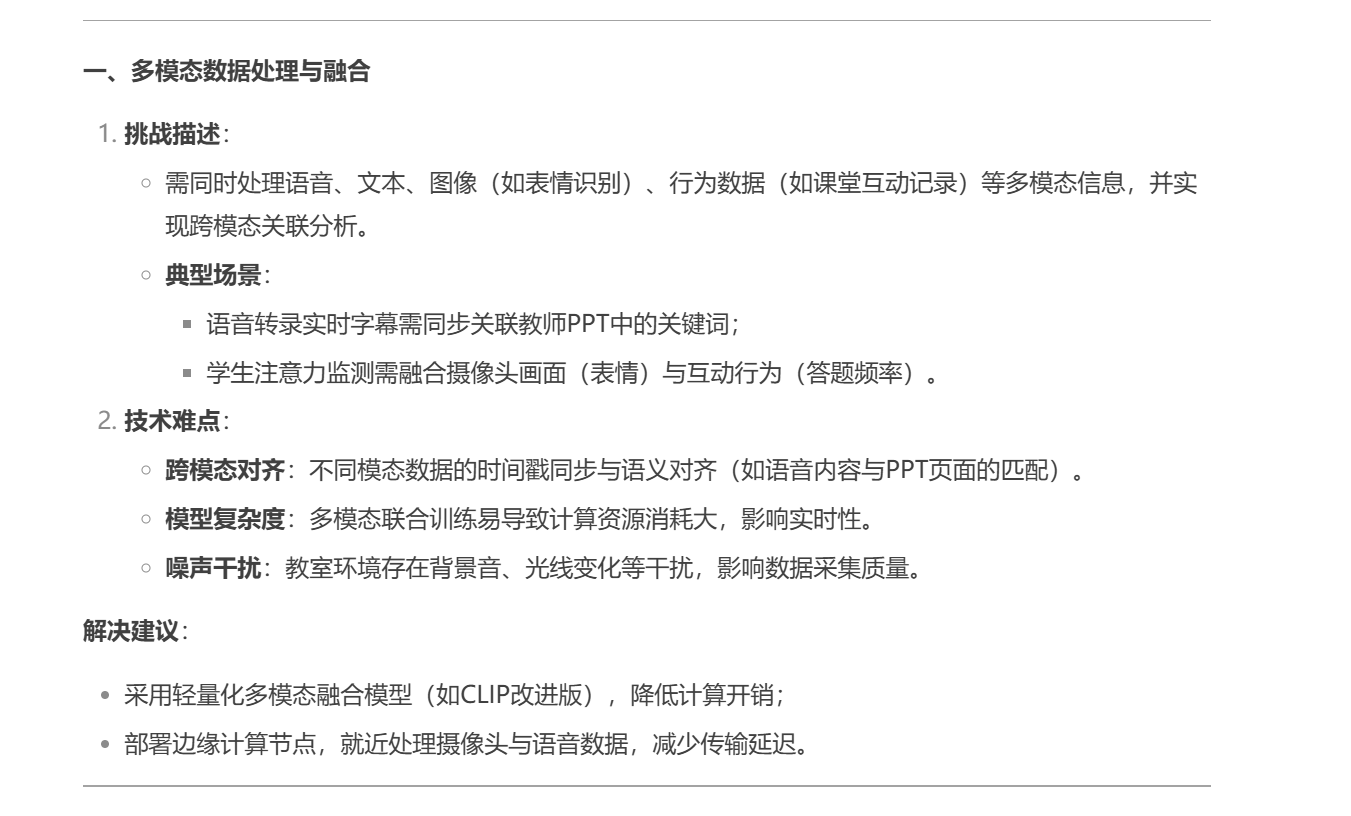 一、多模态数据处理与融合
1. 挑战描述：
需同时处理语音、文本、图像（如表情识别）、行为数据（如课堂互动记录）等多模态信息，并实
现跨模态关联分析。
典型场景：
语音转录实时字幕需同步关联教师PPT中的关键词；
学生注意力监测需融合摄像头画面（表情）与互动行为（答题频率）。
2. 技术难点：
跨模态对齐：不同模态数据的时间戳同步与语义对齐（如语音内容与PPT页面的匹配）。
模型复杂度：多模态联合训练易导致计算资源消耗大，影响实时性。
噪声干扰：教室环境存在背景音、光线变化等干扰，影响数据采集质量。
解决建议：
采用轻量化多模态融合模型（如CLIP改进版），降低计算开销；
部署边缘计算节点，就近处理摄像头与语音数据，减少传输延迟。